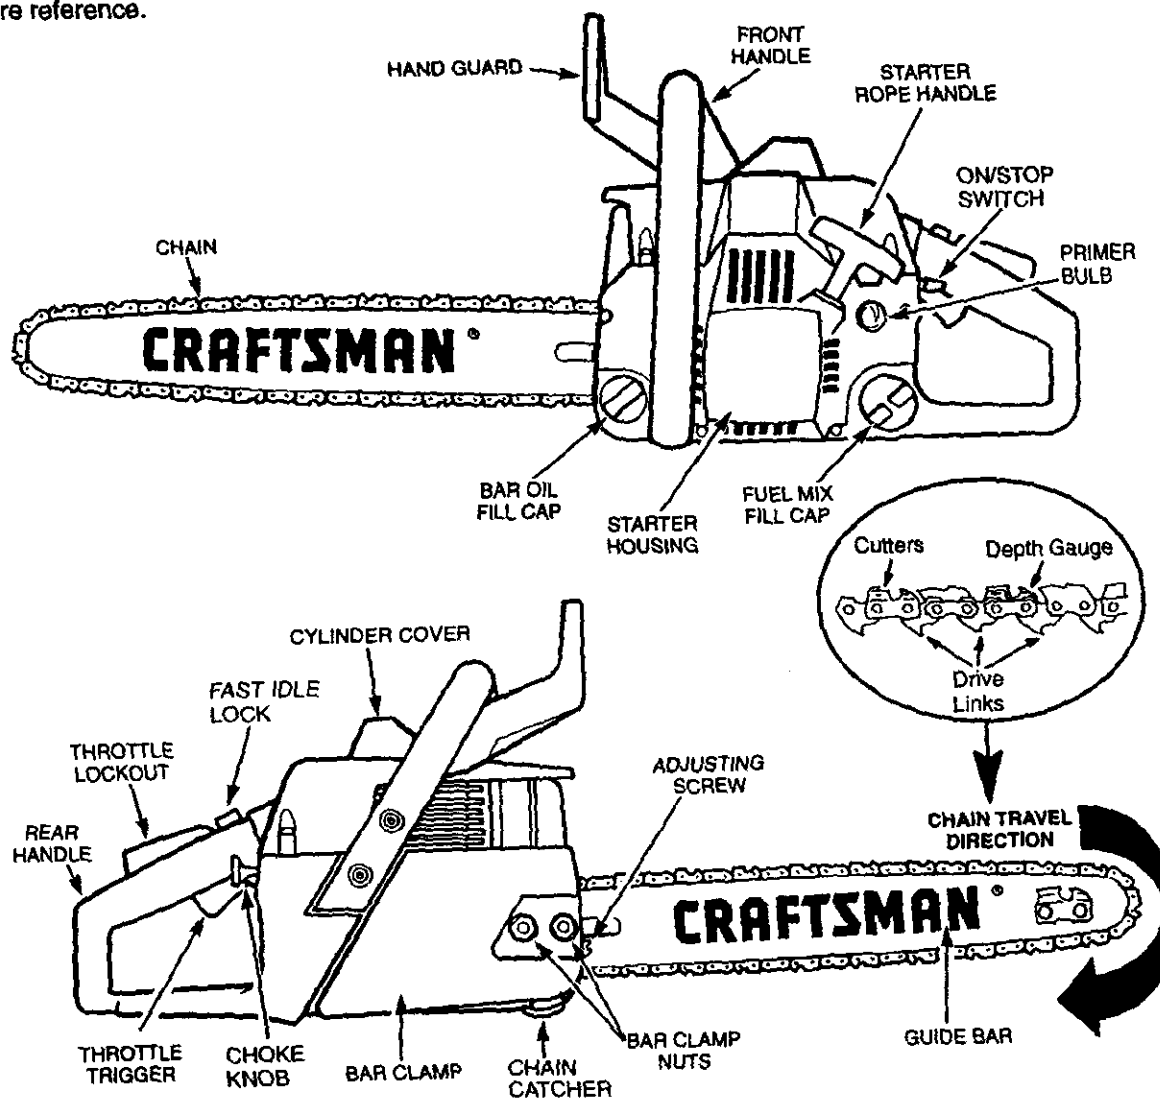 re reference.
HAND GUARD
FRONT
HANDLE
STARTER
ROPE HANDLE
ON/STOP
SWITCH
PRIMER
BULB
CHAIN
CRAFTSMAN®
BAR OIL
FILL CAP
STARTER
HOUSING
FUEL MIX
FILL CAP
Cutters
Depth Gauge
Drive
Links
CYLINDER COVER
FAST IDLE
LOCK
THROTTLE
LOCKOUT
REAR
HANDLE
ADJUSTING
SCREW
CHAIN TRAVEL
DIRECTION
CRAFTSMAN®
GUIDE BAR
THROTTLE
TRIGGER
CHOKE
KNOB
BAR CLAMP
CHAIN
CATCHER
BAR CLAMP
NUTS